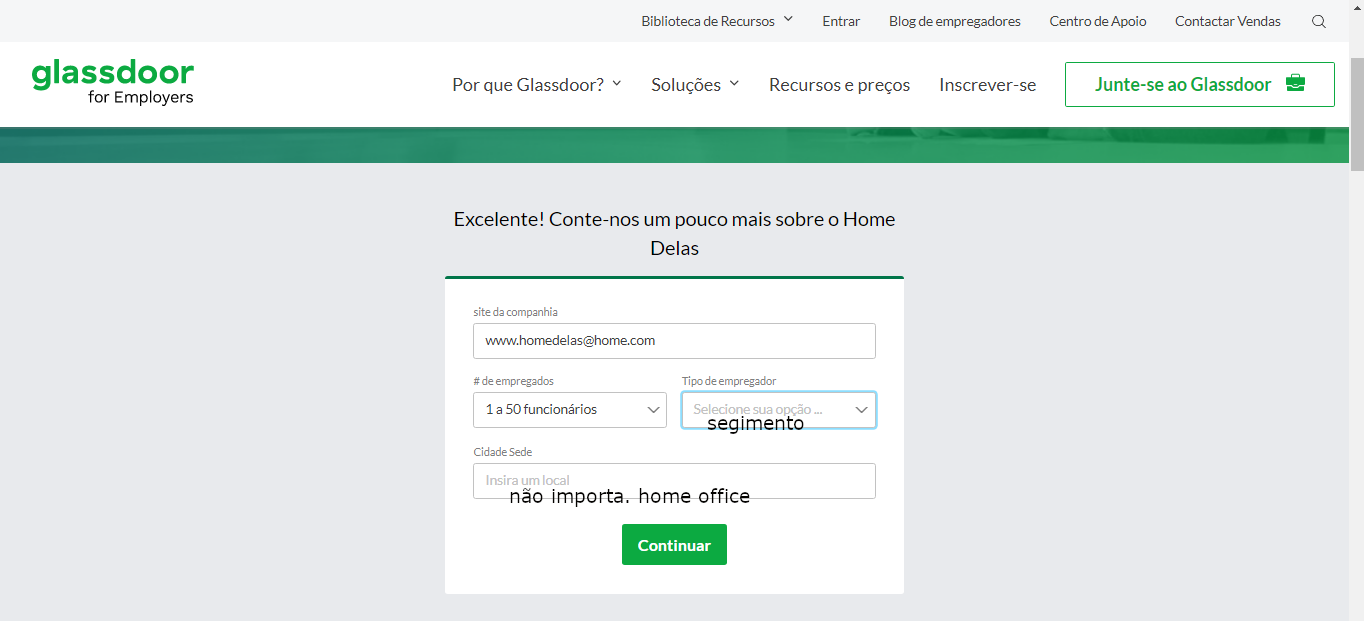 Biblioteca de Recursos Entrar Blog de empregadores Centro de Apoio Contactar Vendas
glassdoor
for Employers
Por que Glassdoor? Soluções Recursos e preços Inscrever-se Junte-se ao Glassdoor
Excelente! Conte-nos um pouco mais sobre o Home
Delas
site da companhia
www.homedelas@home.com
# de empregados Tipo de empregador
1 a 50 funcionários Selecione sua opção ...
segimento
Cidade Sede
Insira um local
não importa. home office
Continuar